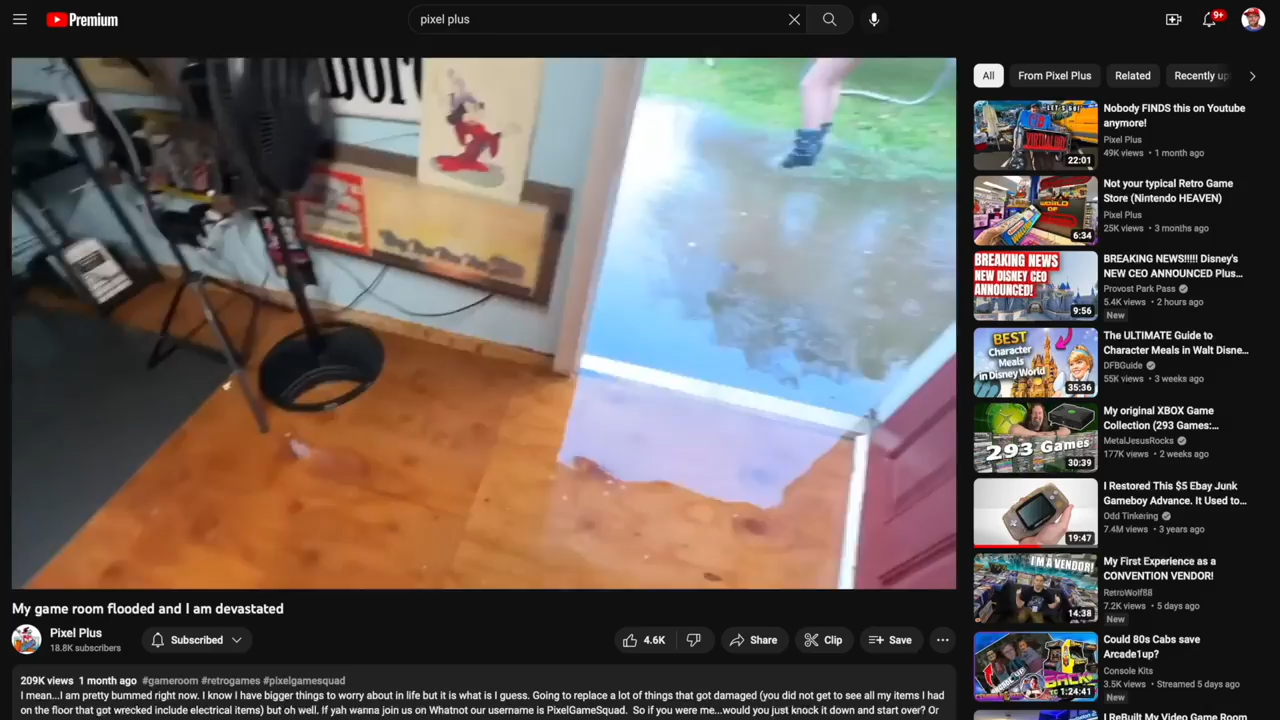 Premium
pixel plus
9+
All
From Pixel Plus
Related
Recently up
Nobody FINDS this on Youtube
anymore!
Pixel Plus
49K views • 1 month ago
22:01
Not your typical Retro Game
Store (Nintendo HEAVEN)
Pixel Plus
25K views • 3 months ago
6:34
BREAKING NEWS
NEW DISNEY CEO
ANNOUNCED!
9:56
BREAKING NEWS!!!!! Disney's
NEW CEO ANNOUNCED Plus...
Provost Park Pass
5.4K views • 2 hours ago
New
BEST
Character
Meals
in Disney World
35:36
The ULTIMATE Guide to
Character Meals in Walt Disne...
DFBGuide
55K views • 3 weeks ago
293 Games
30:39
My original XBOX Game
Collection (293 Games:...
MetalJesusRocks
177K views • 2 weeks ago
19:47
I Restored This $5 Ebay Junk
Gameboy Advance. It Used to...
Odd Tinkering
7.4M views • 3 years ago
I'M A VENDOR!
14:38
My First Experience as a
CONVENTION VENDOR!
RetroWolf88
7.2K views • 5 days ago
New
1:24:41
Could 80s Cabs save
Arcade1up?
Console Kits
3.5K views • Streamed 5 days ago
New
I ReBuilt My Video Game Room
My game room flooded and I am devastated
Pixel Plus
18.8K subscribers
Subscribed
4.6K
Share
Clip
Save
209K views 1 month ago #gameroom #retrogames #pixelgamesquad
I mean...I am pretty bummed right now. I know I have bigger things to worry about in life but it is what is I guess. Going to replace a lot of things that got damaged (you did not get to see all my items I had
on the floor that got wrecked include electrical items) but oh well. If yah wanna join us on Whatnot our username is PixelGameSquad. So if you were me...would you just knock it down and start over? Or